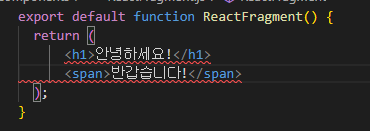 export default function ReactFragment() {
return (
<h1>안녕하세요!</h1>
<span>반갑습니다!</span>
);
}